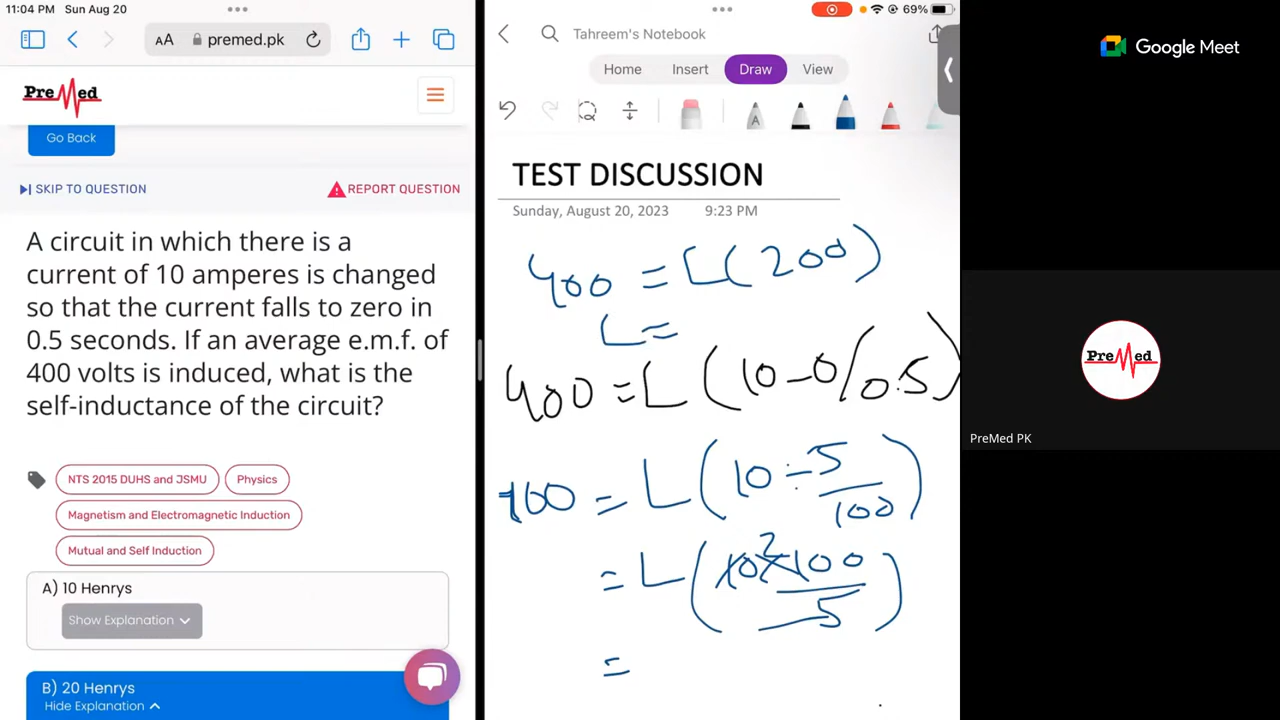 11:04 PM Sun Aug 20
69%
AA premed.pk
PreMed
Go Back
SKIP TO QUESTION
REPORT QUESTION
A circuit in which there is a
current of 10 amperes is changed
so that the current falls to zero in
0.5 seconds. If an average e.m.f. of
400 volts is induced, what is the
self-inductance of the circuit?
NTS 2015 DUHS and JSMU
Physics
Magnetism and Electromagnetic Induction
Mutual and Self Induction
A) 10 Henrys
Show Explanation
B) 20 Henrys
Hide Explanation
Tahreem's Notebook
Home Insert Draw View
A
TEST DISCUSSION
Sunday, August 20, 2023 9:23 PM
400 = L(200)
L=
400 = L (10-0/0.5)
400 = L (10 ÷ 5/100)
= L (10 × 2 100/5)
=
Google Meet
PreMed
PreMed PK